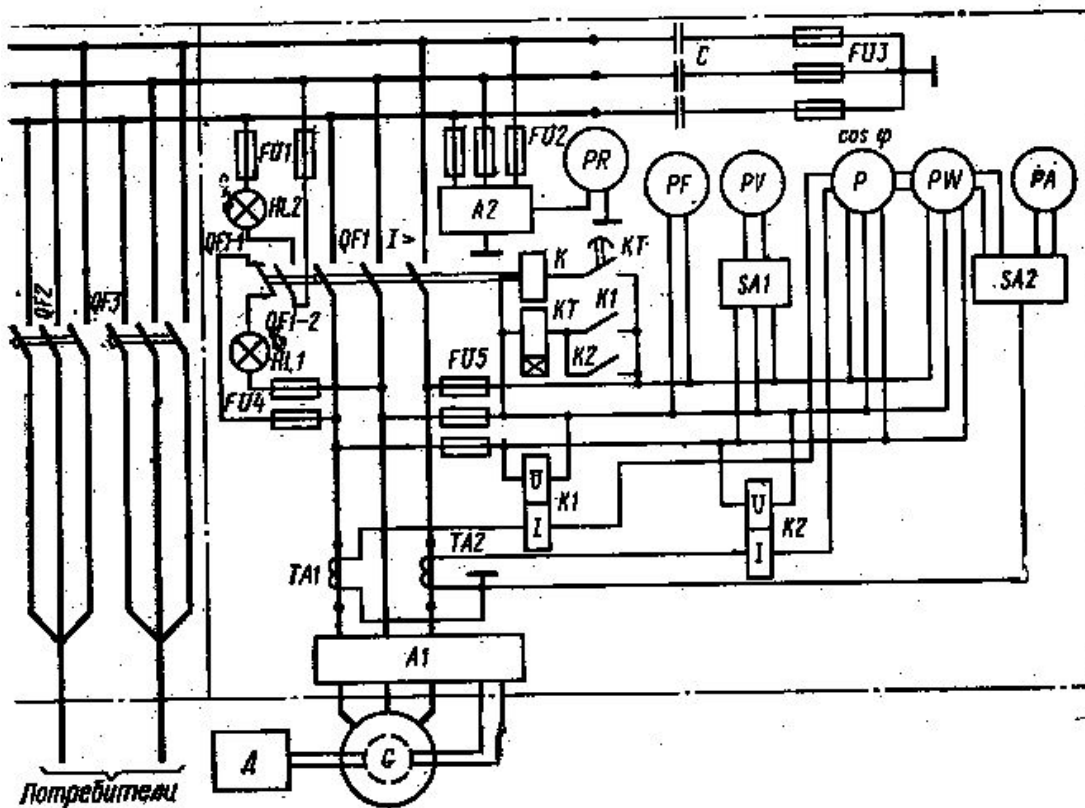 C
FU3
cos φ
FU1
FU2
PR
PF
PV
P
PW
PA
HL2
A2
QF1-1
QF1
I >
K
KT
SA1
SA2
QF2
QF3
KT
K1
QF1-2
K2
HL1
FU5
FU4
U
K1
I
U
K2
I
TA2
TA1
A1
Д
G
Потребители